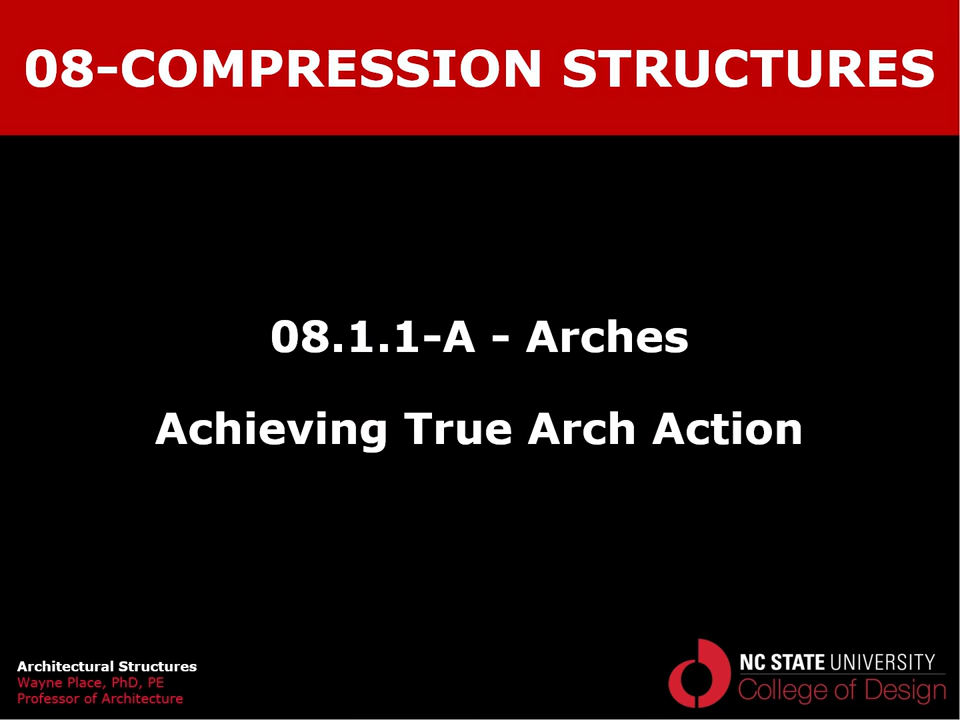 08-COMPRESSION STRUCTURES
08.1.1-A - Arches
Achieving True Arch Action
Architectural Structures
Wayne Place, PhD, PE
Professor of Architecture
NC STATE UNIVERSITY
College of Design